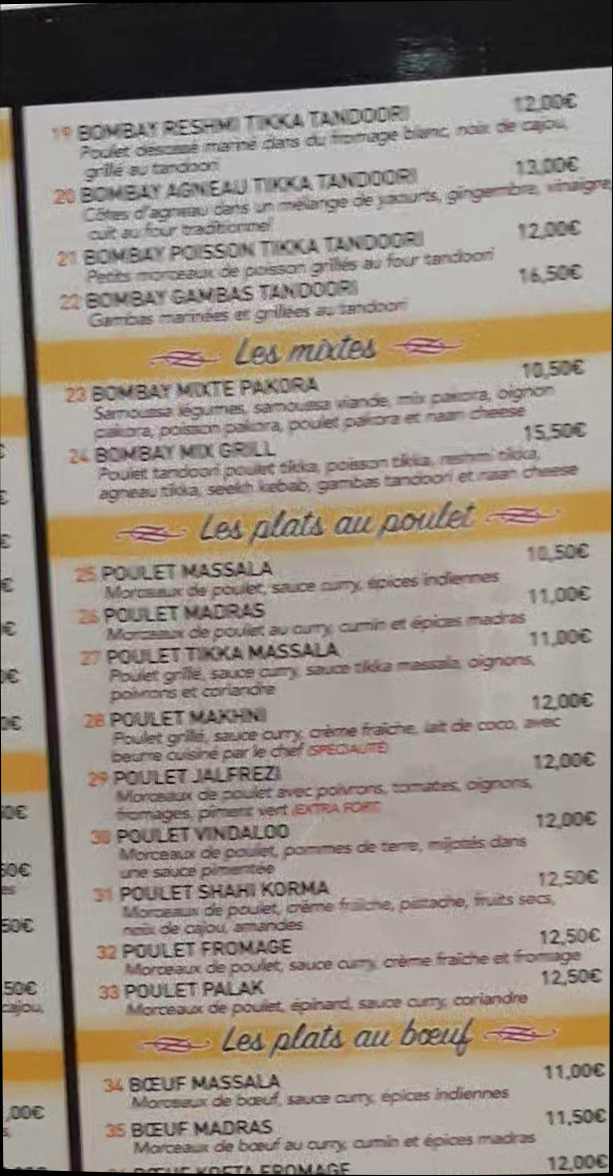 19 BOMBAY RESHMI TIKKA TANDOORI 12,00€
Poulet desossé mariné dans du fromage blanc, noix de cajou,
grillé au tandoori
20 BOMBAY AGNEAU TIKKA TANDOORI 13,00€
Côtes d'agneau dans un mélange de yaourts, gingembre, vinaigre
cuit au four traditionnel
21 BOMBAY POISSON TIKKA TANDOORI 12,00€
Petits morceaux de poisson grillés au four tandoori
22 BOMBAY GAMBAS TANDOORI 16,50€
Gambas marinées et grillées au tandoori
Les mixtes
23 BOMBAY MIXTE PAKORA 10,50€
Samoussa légumes, samoussa viande, mix pakora, oignon
pakora, poisson pakora, poulet pakora et naan cheese
24 BOMBAY MIX GRILL 15,50€
Poulet tandoori poulet tikka, poisson tikka, reshmi tikka,
agneau tikka, seekh kebab, gambas tandoori et naan cheese
Les plats au poulet
25 POULET MASSALA 10,50€
Morceaux de poulet, sauce curry, épices indiennes
26 POULET MADRAS 11,00€
Morceaux de poulet au curry, cumin et épices madras
27 POULET TIKKA MASSALA 11,00€
Poulet grillé, sauce curry, sauce tikka massala, oignons,
poivrons et coriandre
28 POULET MAKHNI 12,00€
Poulet grillé, sauce curry, crème fraîche, lait de coco, avec
beurre cuisiné par le chef (SPÉCIALITÉ)
29 POULET JALFREZI 12,00€
Morceaux de poulet avec poivrons, tomates, oignons,
fromages, piment vert (EXTRA FORT)
30 POULET VINDALOO 12,00€
Morceaux de poulet, pommes de terre, mijotés dans
une sauce pimentée
31 POULET SHAHI KORMA 12,50€
Morceaux de poulet, crème fraîche, pistache, fruits secs,
noix de cajou, amandes
32 POULET FROMAGE 12,50€
Morceaux de poulet, sauce curry, crème fraîche et fromage
33 POULET PALAK 12,50€
Morceaux de poulet, épinard, sauce curry, coriandre
Les plats au bœuf
34 BŒUF MASSALA 11,00€
Morceaux de bœuf, sauce curry, épices indiennes
35 BŒUF MADRAS 11,50€
Morceaux de bœuf au curry, cumin et épices madras
BŒUF KOFTA FROMAGE 12,00€